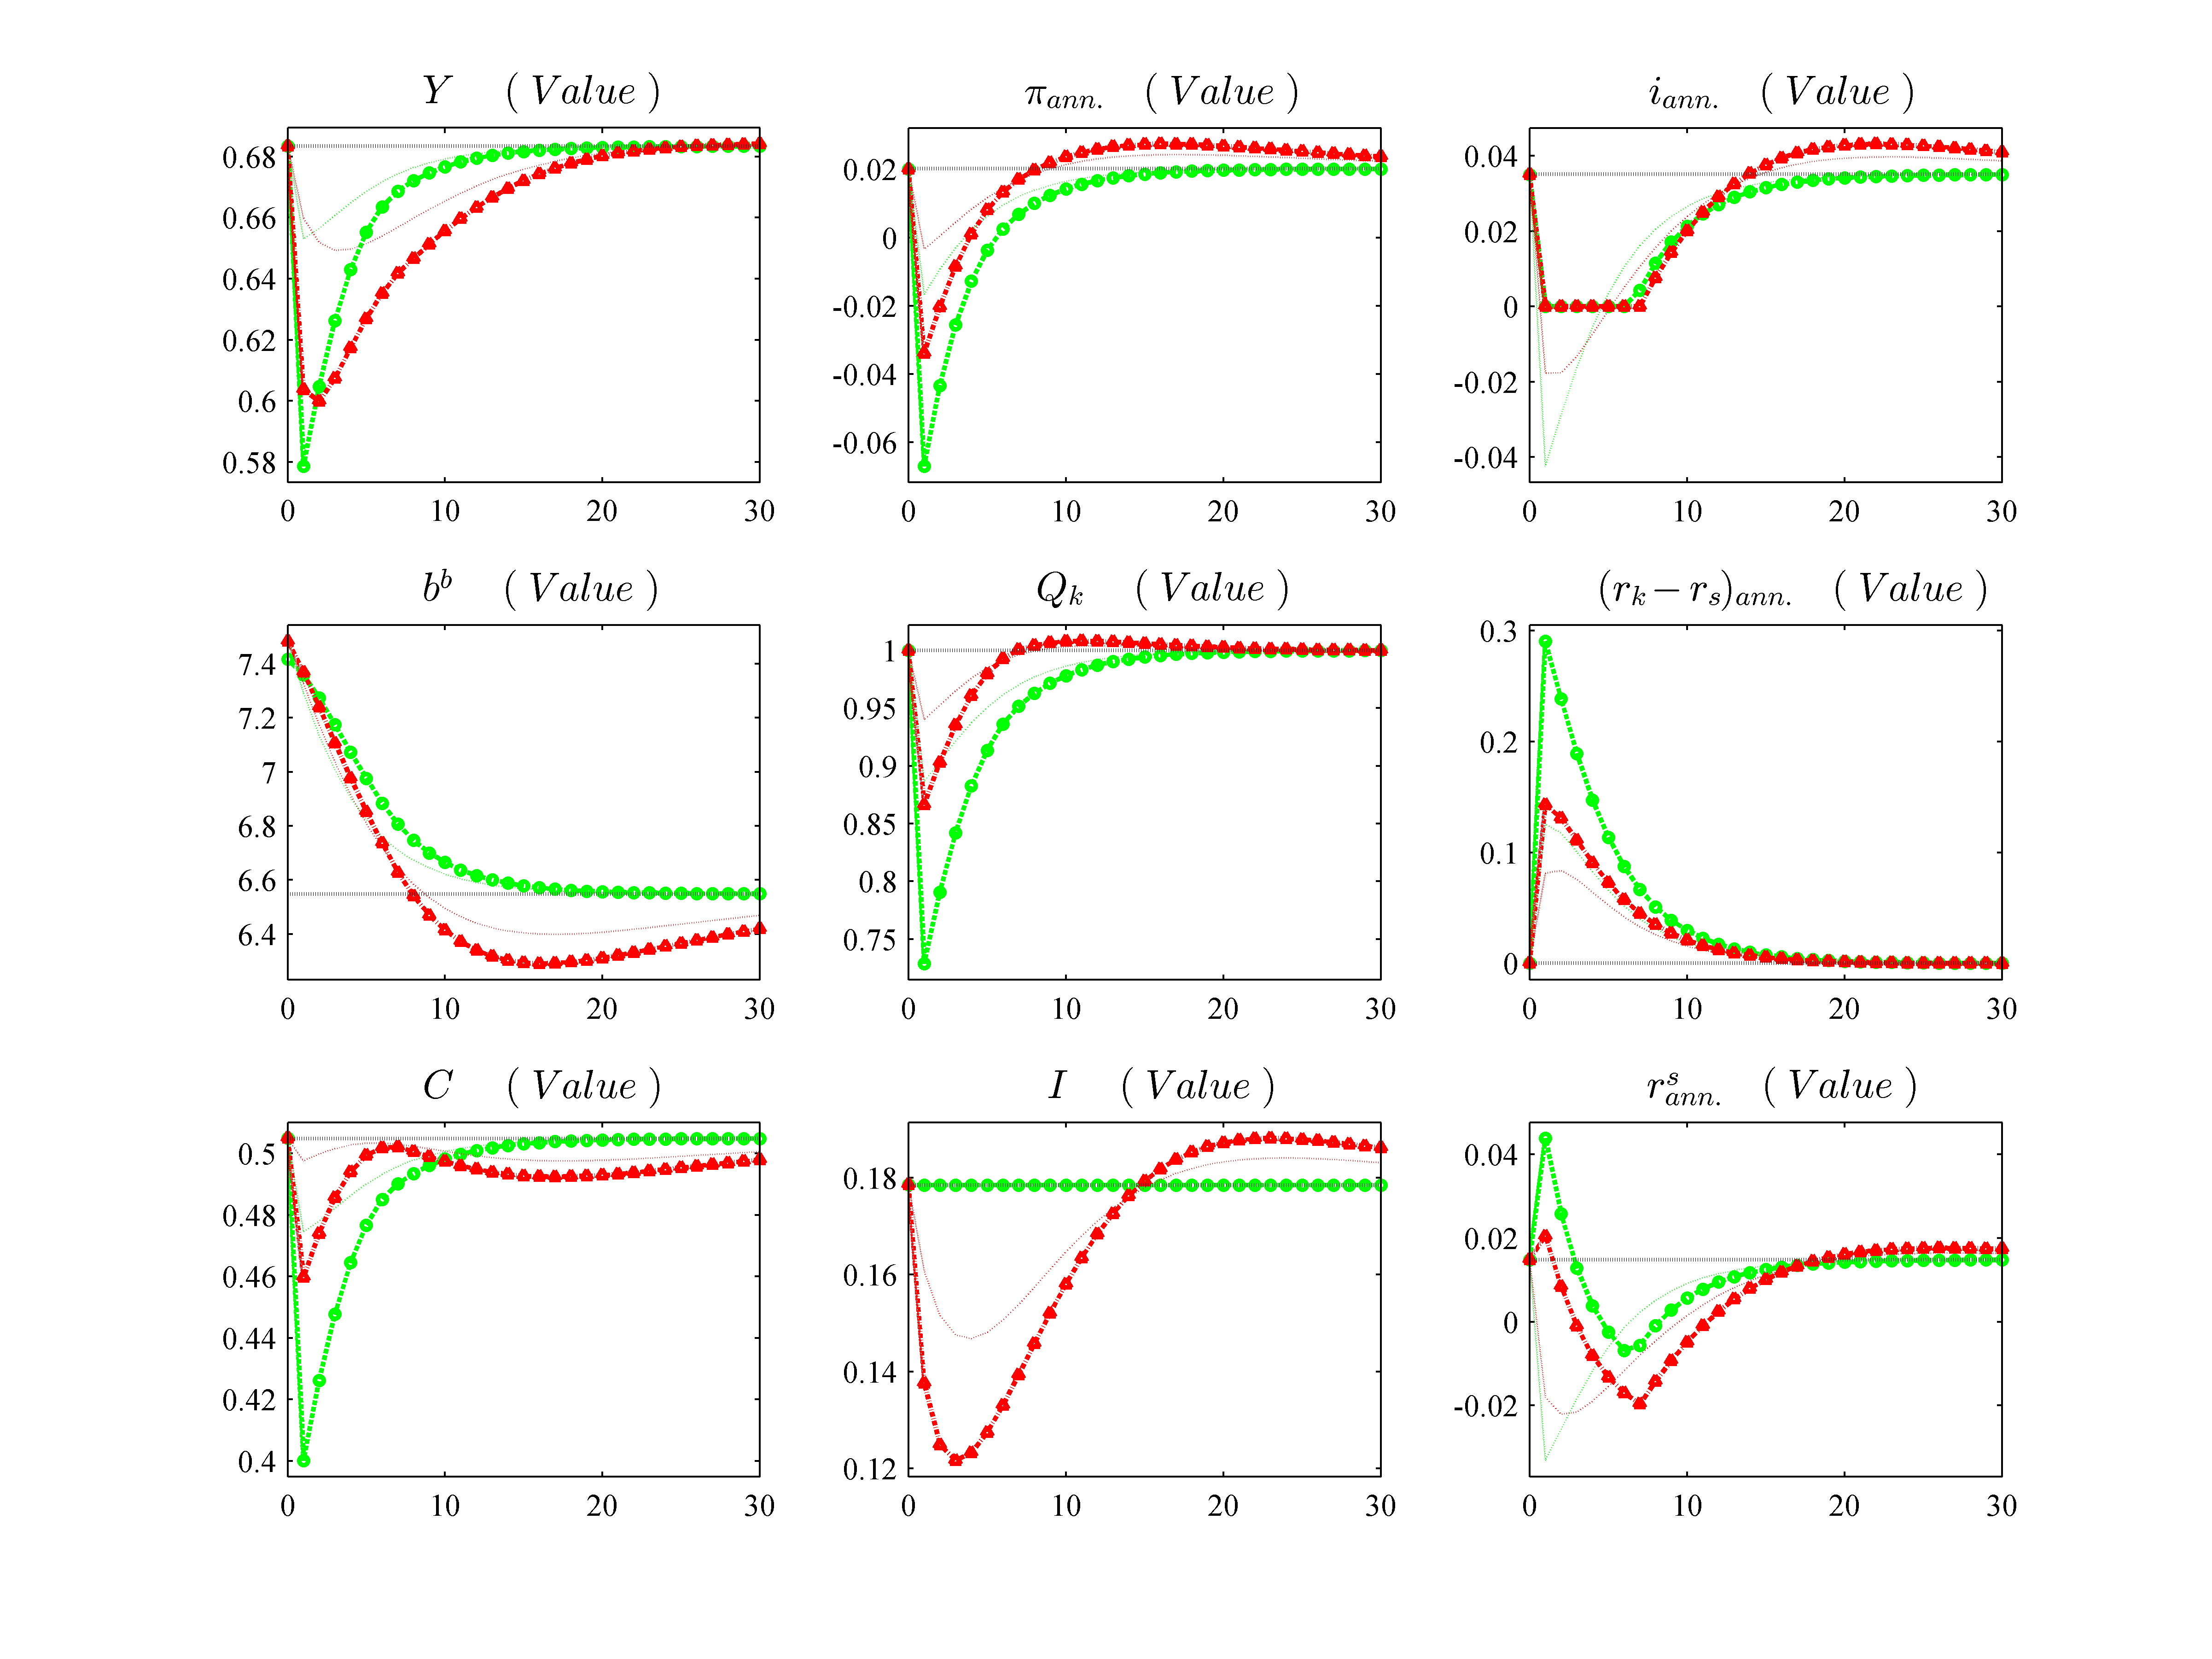 Y ( Value ) π_ann. ( Value ) i_ann. ( Value )
0.68 0.02 0.04
0.66 0 0.02
0.64 -0.02 0
0.62 -0.04 -0.02
0.6 -0.06 -0.04
0.58
0 10 20 30 0 10 20 30 0 10 20 30
b^b ( Value ) Q_k ( Value ) (r_k − r_s)_ann. ( Value )
7.4 1 0.3
7.2 0.95 0.2
7 0.9 0.1
6.8 0.85 0
6.6 0.8
6.4 0.75
0 10 20 30 0 10 20 30 0 10 20 30
C ( Value ) I ( Value ) r^s_ann. ( Value )
0.5 0.18 0.04
0.48 0.16 0.02
0.46 0.14 0
0.44 0.12 -0.02
0.42
0.4
0 10 20 30 0 10 20 30 0 10 20 30